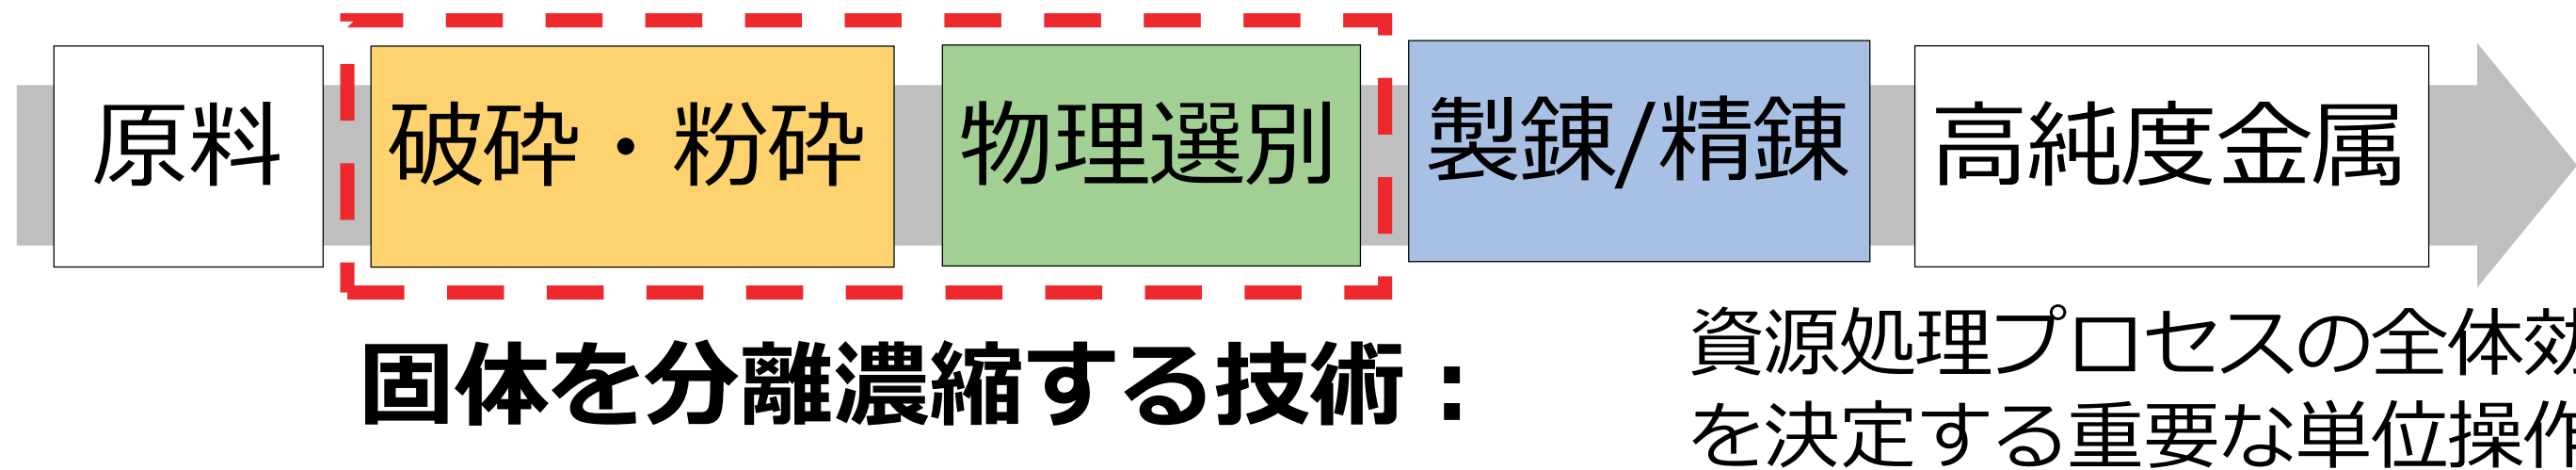 原料
破砕・粉砕
物理選別
製錬/精錬
高純度金属
固体を分離濃縮する技術：
資源処理プロセスの全体効
を決定する重要な単位操作